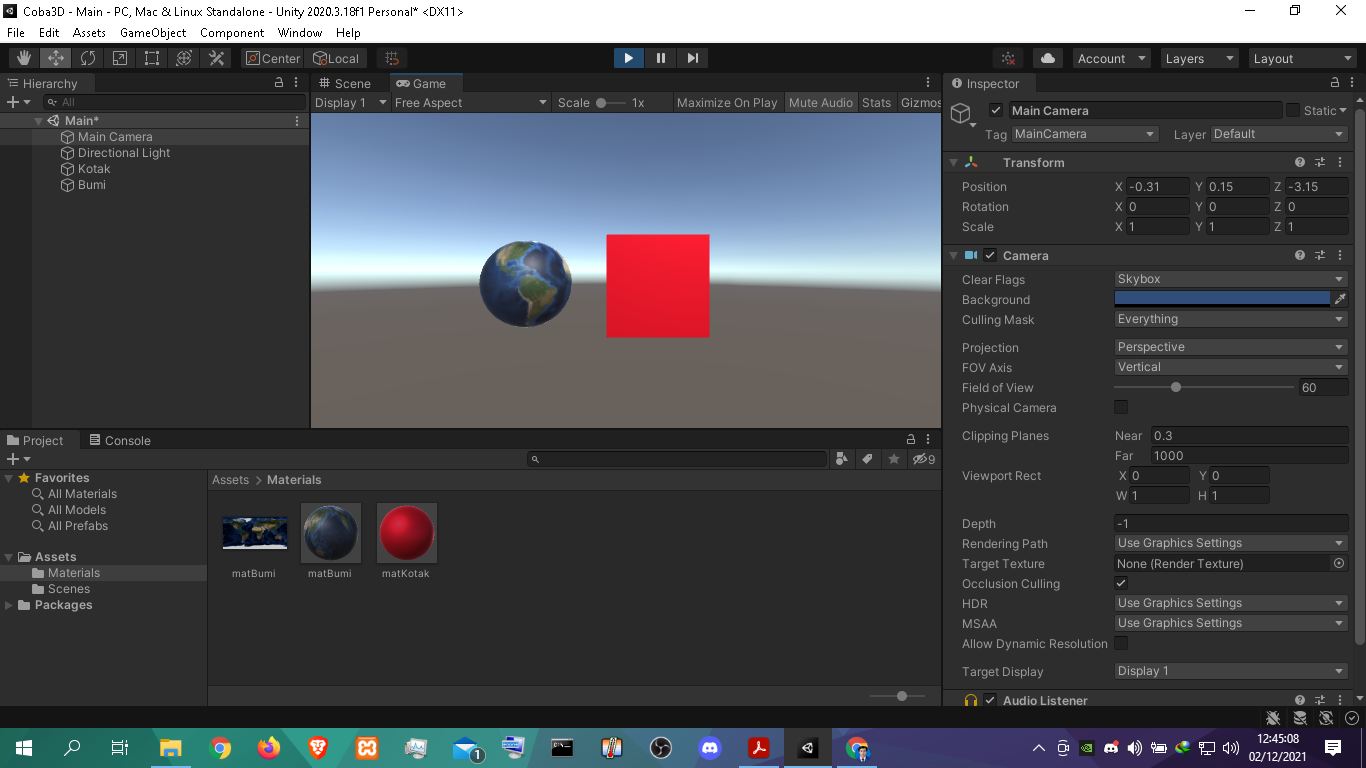 Coba3D - Main - PC, Mac & Linux Standalone - Unity 2020.3.18f1 Personal* <DX11>
File Edit Assets GameObject Component Window Help
Center Local Account Layers Layout
Hierarchy
All
Main*
Main Camera
Directional Light
Kotak
Bumi
Scene Game
Display 1 Free Aspect Scale 1x Maximize On Play Mute Audio Stats Gizmos
Inspector
Main Camera Static
Tag MainCamera Layer Default
Transform
Position X -0.31 Y 0.15 Z -3.15
Rotation X 0 Y 0 Z 0
Scale X 1 Y 1 Z 1
Camera
Clear Flags Skybox
Background
Culling Mask Everything
Projection Perspective
FOV Axis Vertical
Field of View 60
Physical Camera
Clipping Planes Near 0.3
Far 1000
Viewport Rect X 0 Y 0
W 1 H 1
Depth -1
Rendering Path Use Graphics Settings
Target Texture None (Render Texture)
Occlusion Culling
HDR Use Graphics Settings
MSAA Use Graphics Settings
Allow Dynamic Resolution
Target Display Display 1
Audio Listener
Project Console
9
Favorites
All Materials
All Models
All Prefabs
Assets
Materials
Scenes
Packages
Assets > Materials
matBumi matBumi matKotak
1
12:45:08
02/12/2021